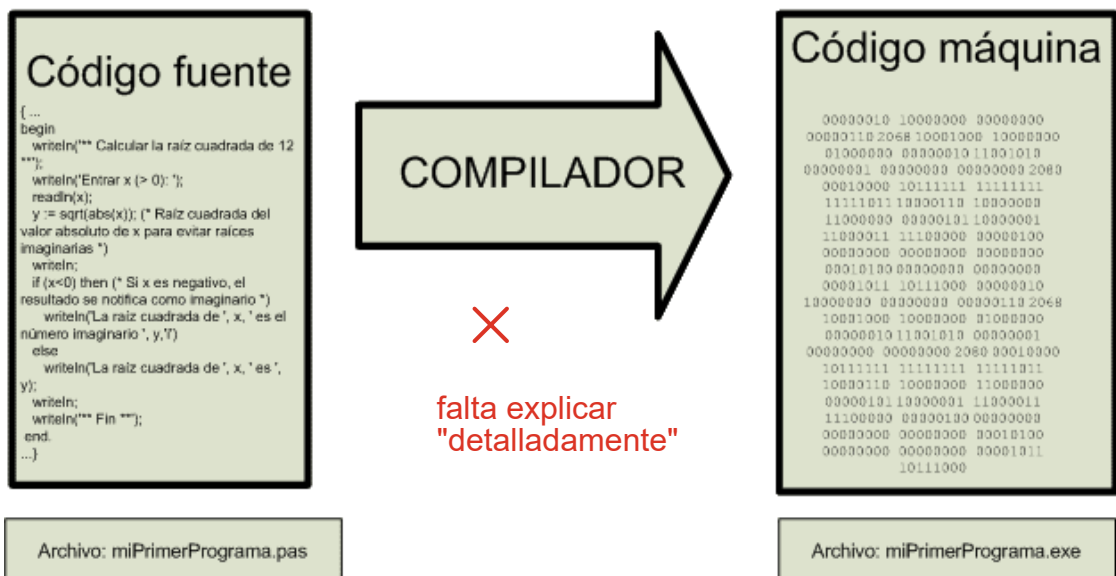 Código fuente
{ ...
begin
writeln('** Calcular la raíz cuadrada de 12
**');
writeln('Entrar x (> 0): ');
readln(x);
y := sqrt(abs(x)); (* Raíz cuadrada del
valor absoluto de x para evitar raíces
imaginarias *)
writeln;
if (x<0) then (* Si x es negativo, el
resultado se notifica como imaginario *)
writeln('La raíz cuadrada de ', x, ' es el
número imaginario ', y,'i')
else
writeln('La raíz cuadrada de ', x, ' es ',
y);
writeln;
writeln('** Fin **');
end.
...}
Archivo: miPrimerPrograma.pas
COMPILADOR
falta explicar
"detalladamente"
Código máquina
00000010 10000000 00000000
00000110 2068 10001000 10000000
01000000 00000010 11001010
00000001 00000000 00000000 2080
00010000 10111111 11111111
11111011 10000110 10000000
11000000 00000101 10000001
11000011 11100000 00000100
00000000 00000000 00000000
00010100 00000000 00000000
00001011 10111000 00000010
10000000 00000000 00000110 2068
10001000 10000000 01000000
00000010 11001010 00000001
00000000 00000000 2080 00010000
10111111 11111111 11111011
10000110 10000000 11000000
00000101 10000001 11000011
11100000 00000100 00000000
00000000 00000000 00010100
00000000 00000000 00001011
10111000
Archivo: miPrimerPrograma.exe